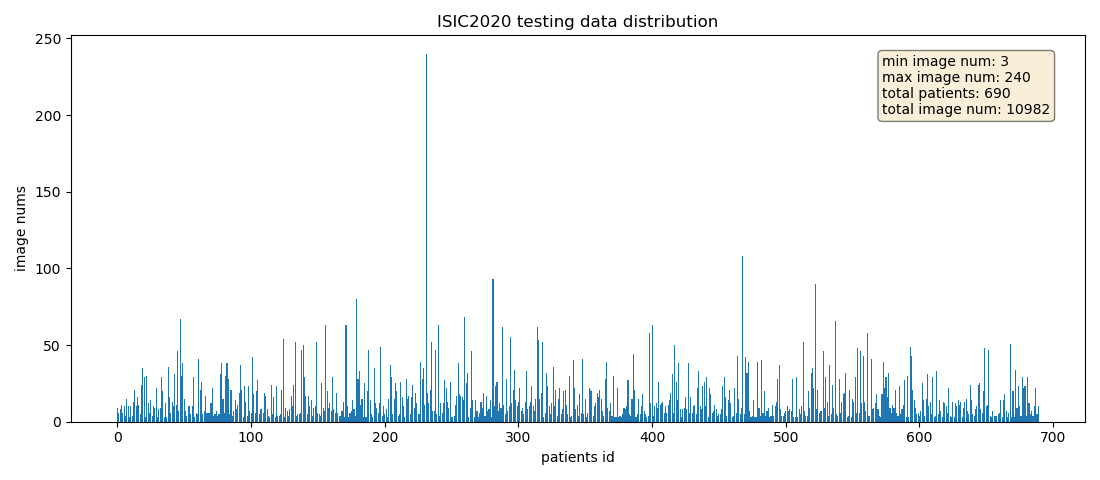 ISIC2020 testing data distribution
250
200
150
100
50
0
image nums
min image num: 3
max image num: 240
total patients: 690
total image num: 10982
0 100 200 300 400 500 600 700
patients id